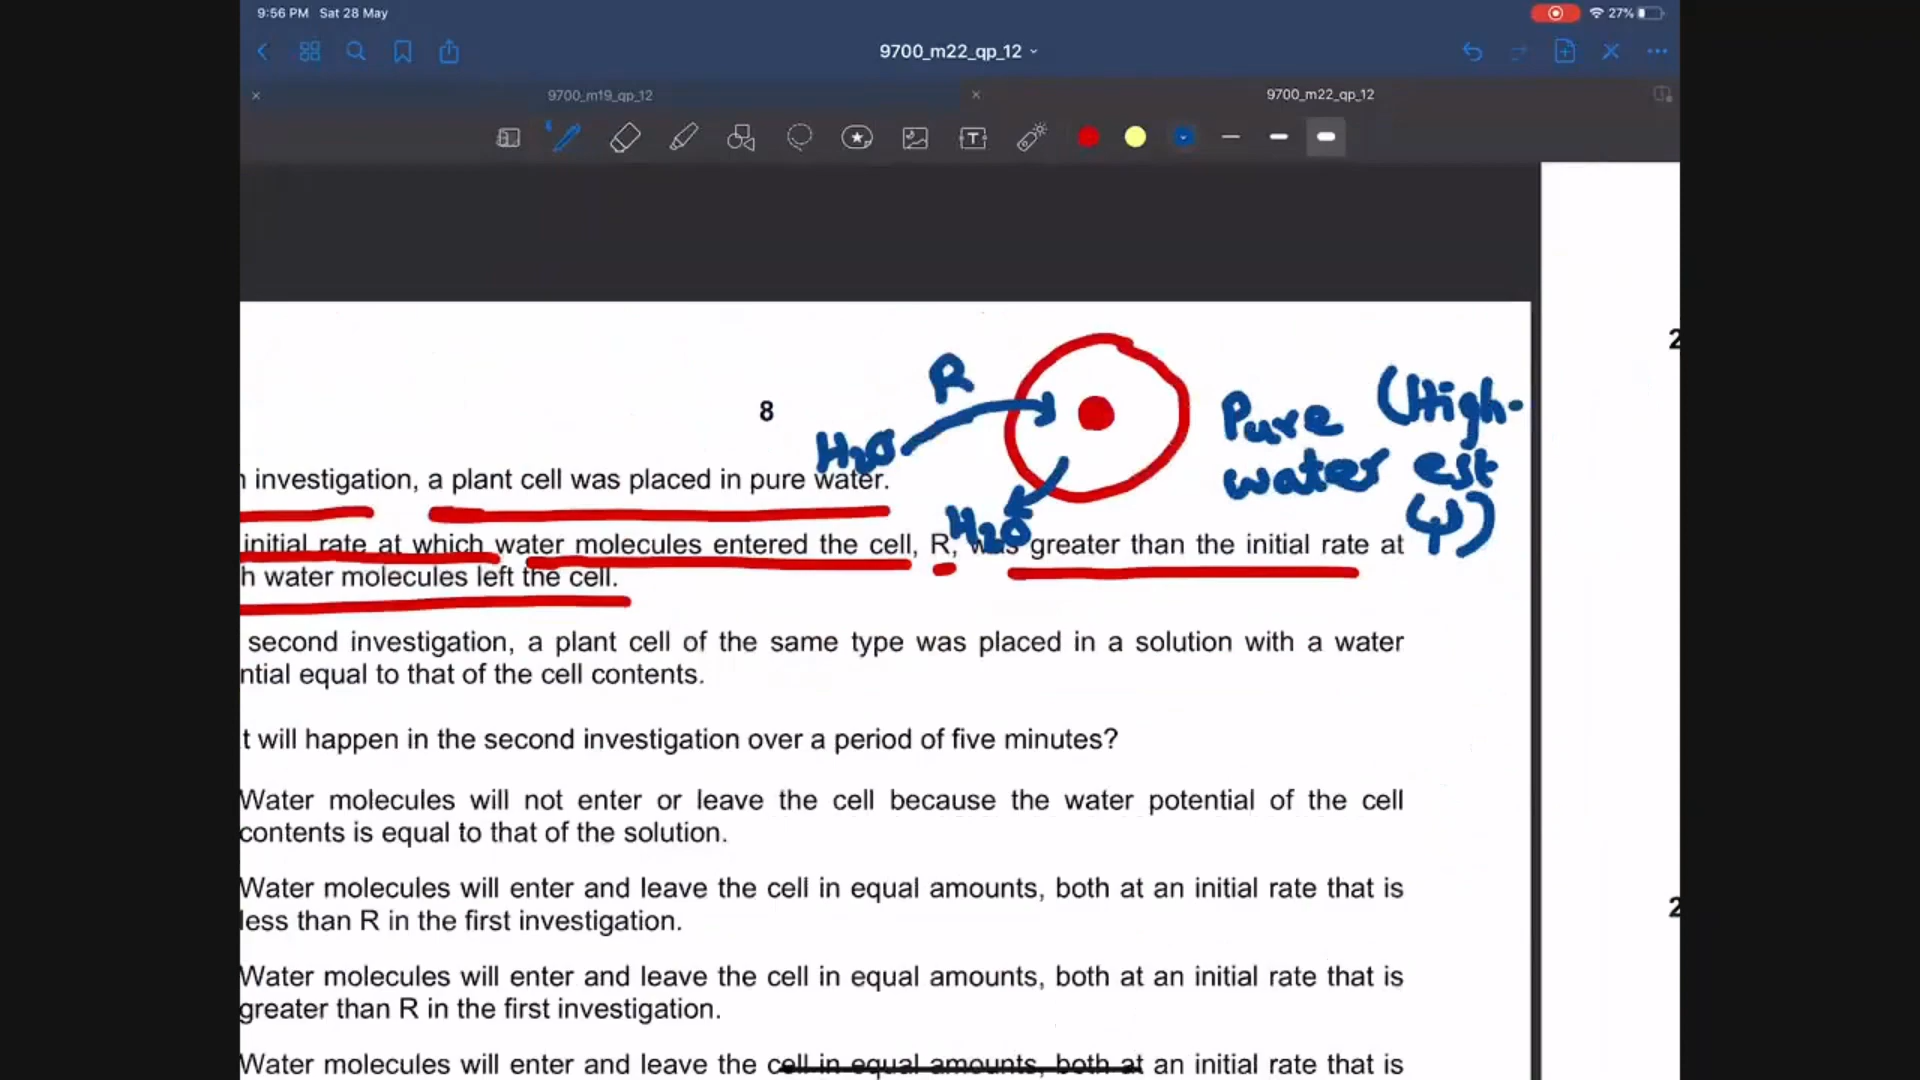 9:56 PM Sat 28 May
27%
9700_m22_qp_12
9700_m19_qp_12
9700_m22_qp_12
T
8
R
H2O
H2O
Pure
water
(High-
est
ψ)
investigation, a plant cell was placed in pure water.
initial rate at which water molecules entered the cell, R, was greater than the initial rate at
h water molecules left the cell.
second investigation, a plant cell of the same type was placed in a solution with a water
ntial equal to that of the cell contents.
t will happen in the second investigation over a period of five minutes?
Water molecules will not enter or leave the cell because the water potential of the cell
contents is equal to that of the solution.
Water molecules will enter and leave the cell in equal amounts, both at an initial rate that is
less than R in the first investigation.
Water molecules will enter and leave the cell in equal amounts, both at an initial rate that is
greater than R in the first investigation.
Water molecules will enter and leave the cell in equal amounts, both at an initial rate that is
2
2